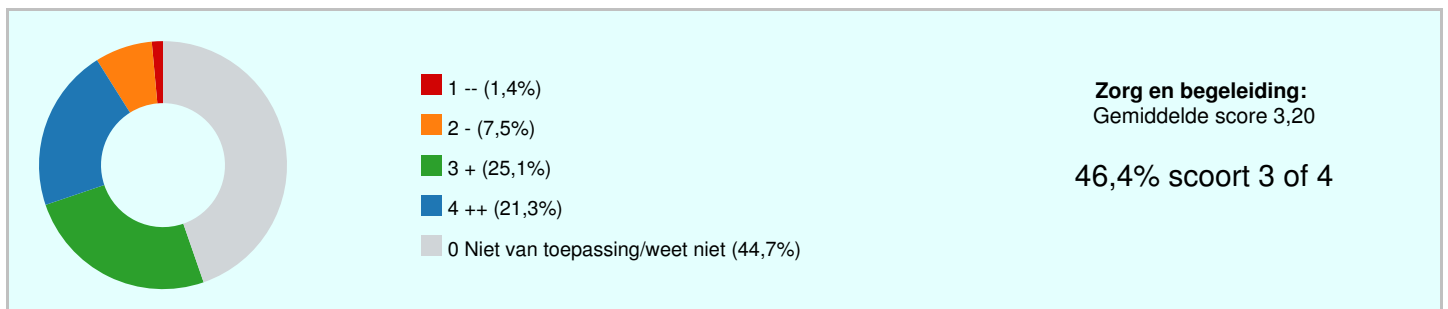 1 -- (1,4%)
2 - (7,5%)
3 + (25,1%)
4 ++ (21,3%)
0 Niet van toepassing/weet niet (44,7%)
Zorg en begeleiding:
Gemiddelde score 3,20
46,4% scoort 3 of 4